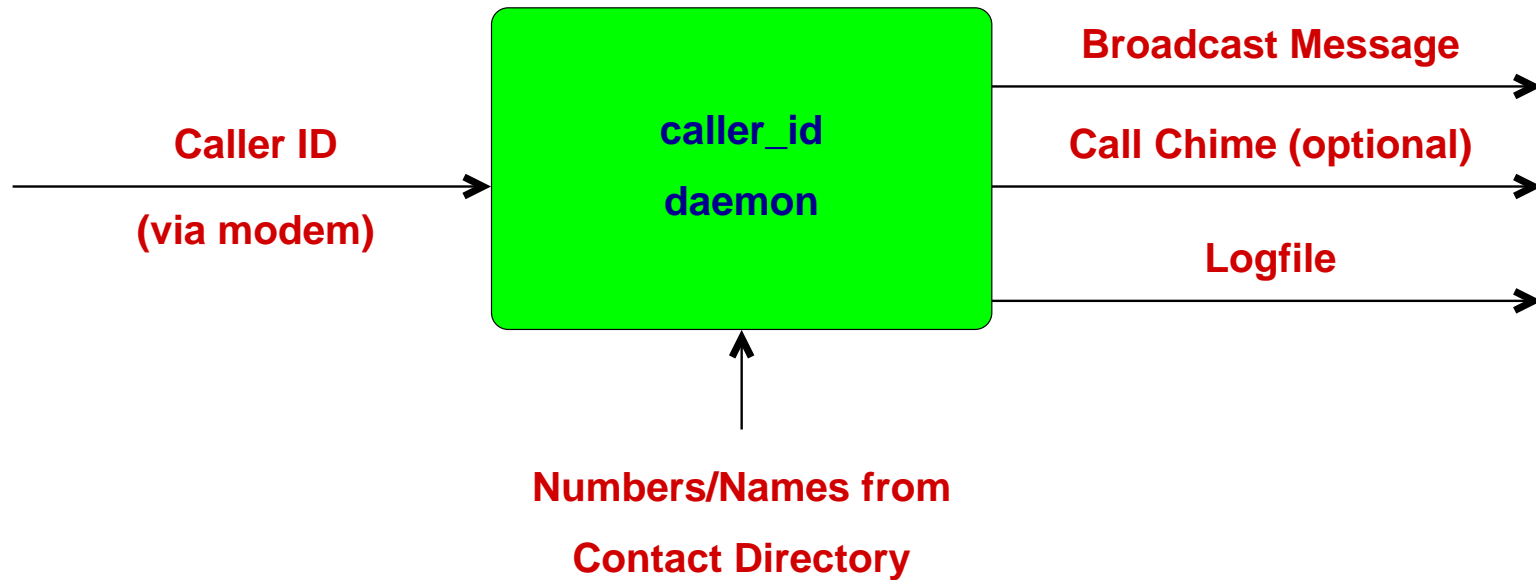 Caller ID
(via modem)
caller_id
daemon
Broadcast Message
Call Chime (optional)
Logfile
Numbers/Names from
Contact Directory